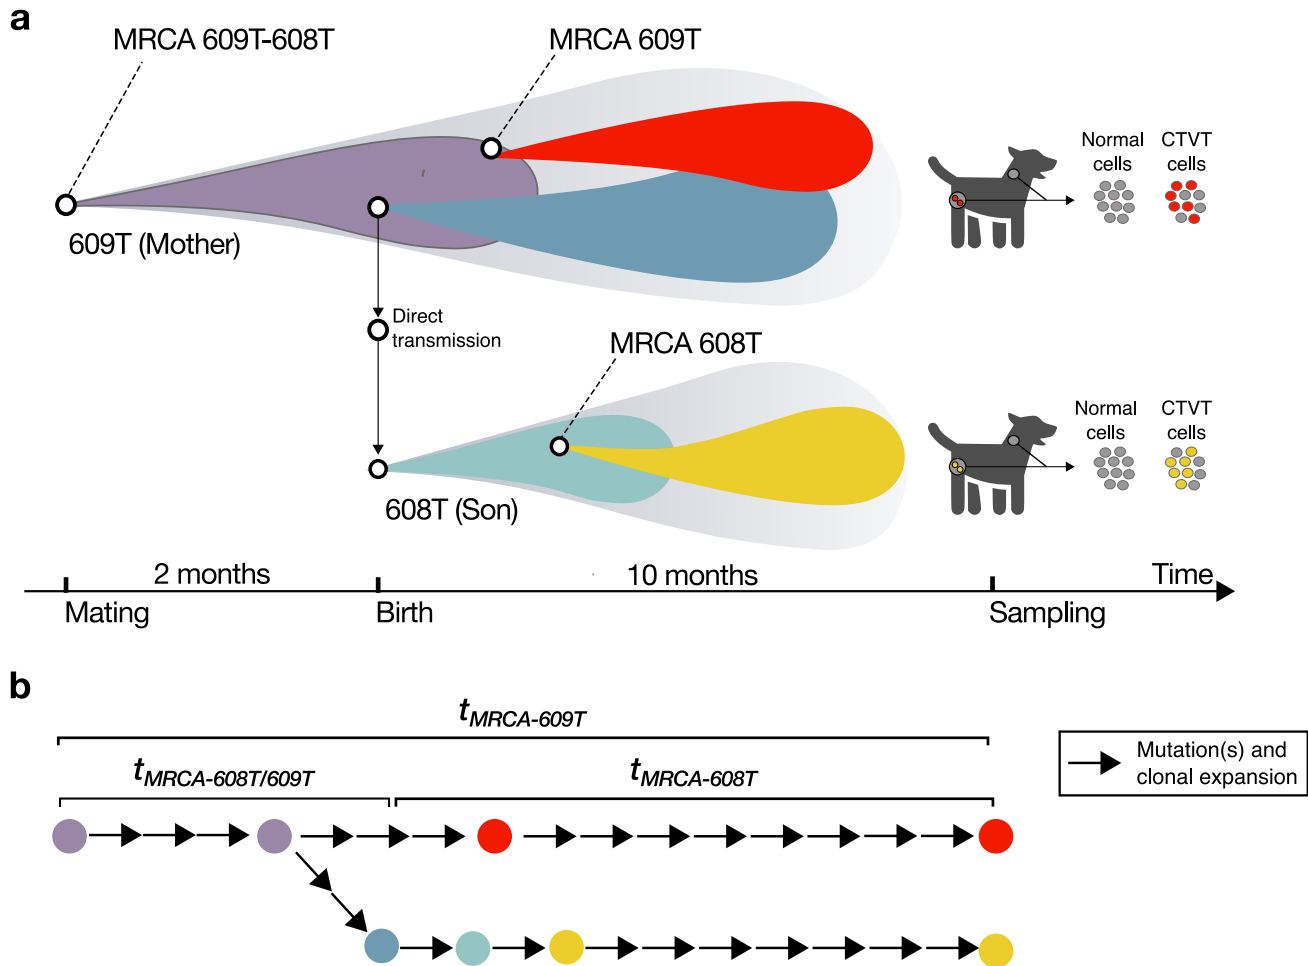 a
MRCA 609T-608T
MRCA 609T
Normal
cells
CTVT
cells
609T (Mother)
Direct
transmission
MRCA 608T
Normal
cells
CTVT
cells
608T (Son)
2 months
10 months
Time
Mating
Birth
Sampling
b
tMRCA-609T
tMRCA-608T/609T
tMRCA-608T
Mutation(s) and
clonal expansion